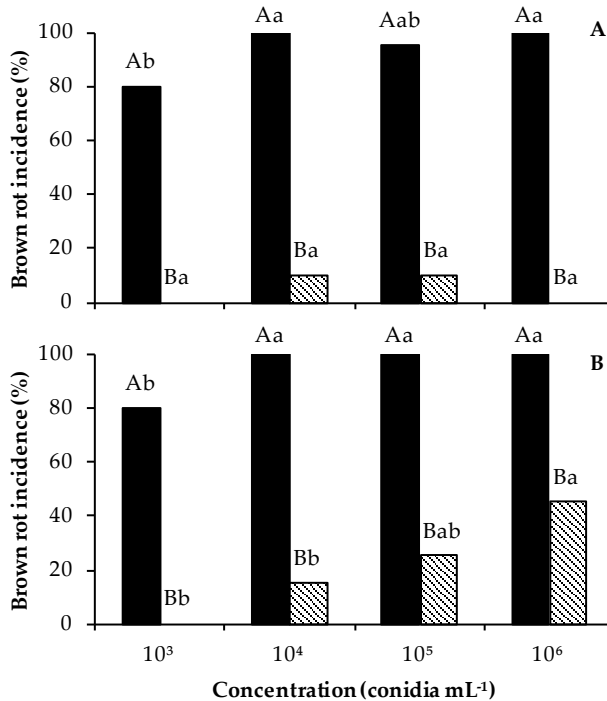 Aa Aab Aa
A
Ab
100
80
60
40
20
0
Brown rot incidence (%)
Ba Ba Ba Ba
Aa Aa Aa
B
Ab
100
80
60
40
20
0
Brown rot incidence (%)
Bb Bb Bab Ba
10³ 10⁴ 10⁵ 10⁶
Concentration (conidia mL⁻¹)